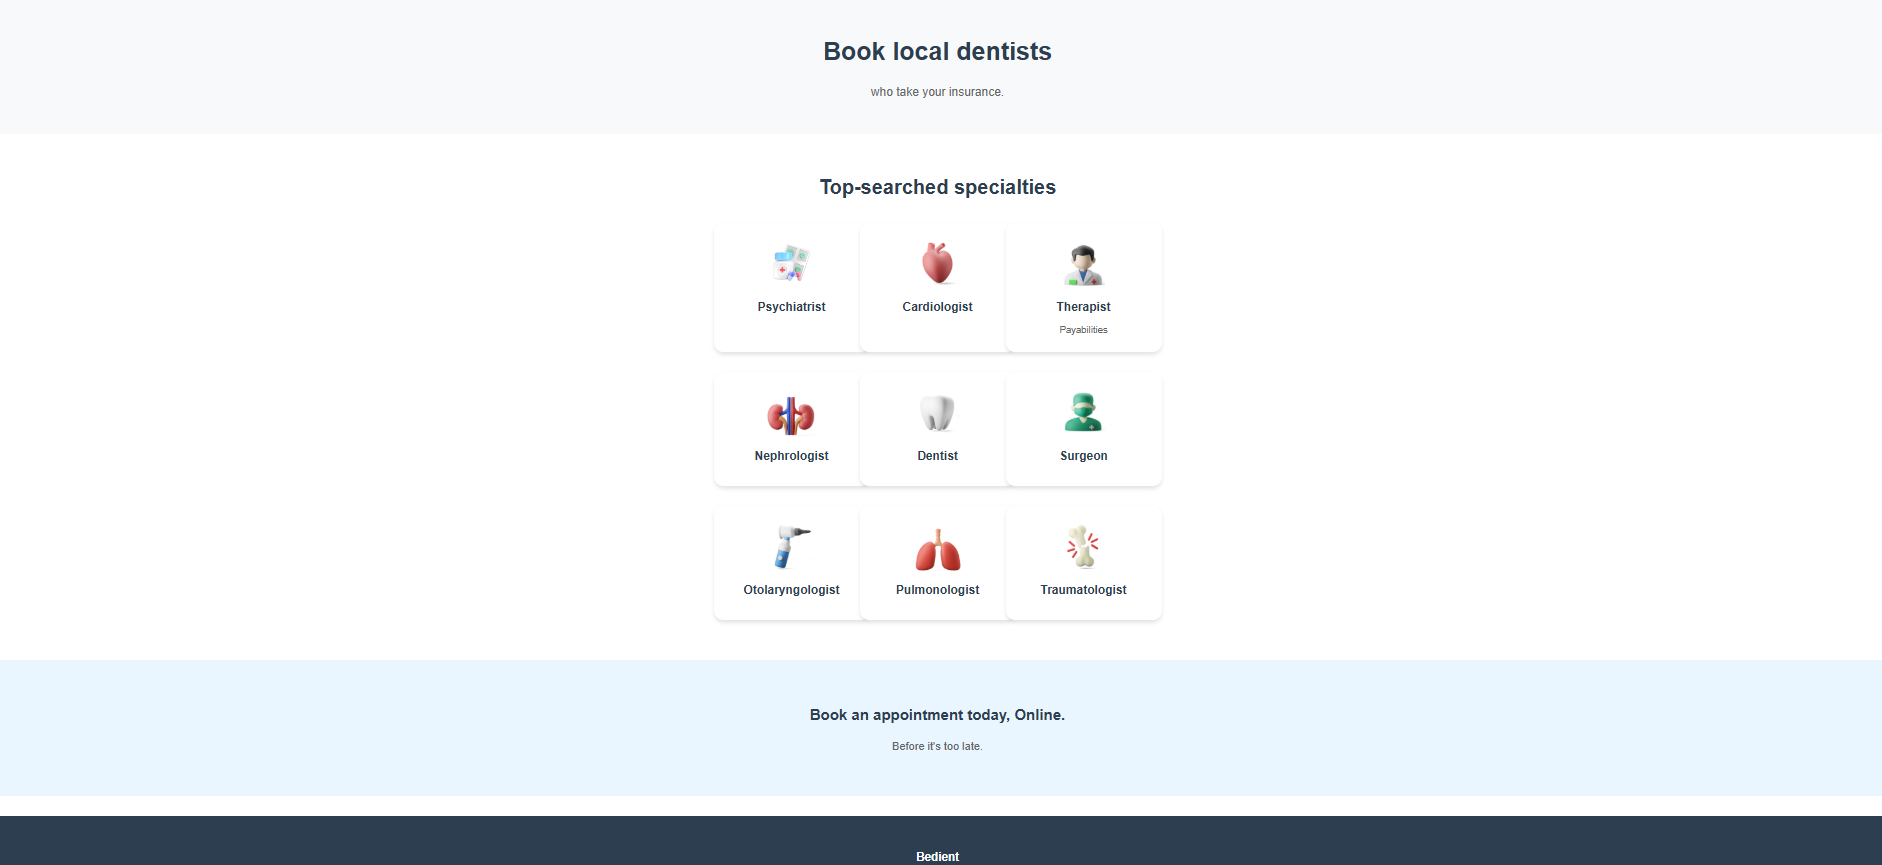 Book local dentists
who take your insurance.
Top-searched specialties
Psychiatrist
Cardiologist
Therapist
Payabilities
Nephrologist
Dentist
Surgeon
Otolaryngologist
Pulmonologist
Traumatologist
Book an appointment today, Online.
Before it's too late.
Bedient